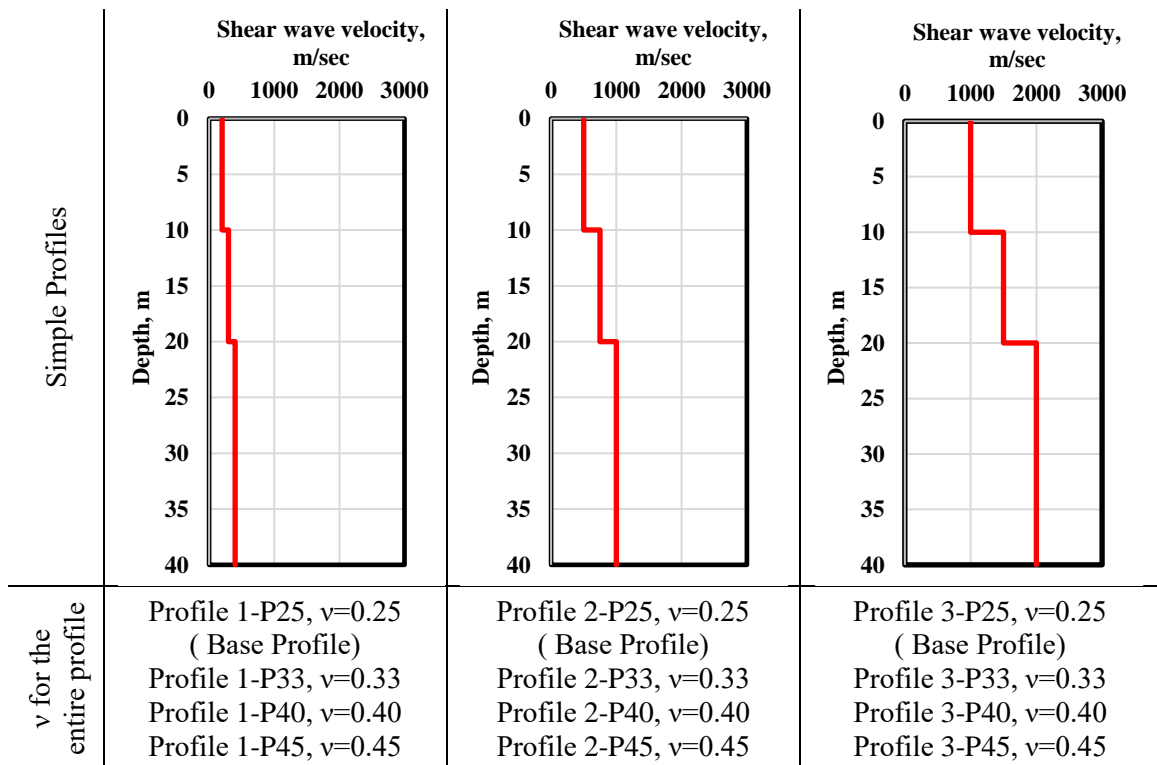 Simple Profiles
Shear wave velocity,
m/sec
0 1000 2000 3000
0
5
10
15
20
25
30
35
40
Depth, m
Shear wave velocity,
m/sec
0 1000 2000 3000
0
5
10
15
20
25
30
35
40
Depth, m
Shear wave velocity,
m/sec
0 1000 2000 3000
0
5
10
15
20
25
30
35
40
Depth, m
ν for the
entire profile
Profile 1-P25, ν=0.25
( Base Profile)
Profile 1-P33, ν=0.33
Profile 1-P40, ν=0.40
Profile 1-P45, ν=0.45
Profile 2-P25, ν=0.25
( Base Profile)
Profile 2-P33, ν=0.33
Profile 2-P40, ν=0.40
Profile 2-P45, ν=0.45
Profile 3-P25, ν=0.25
( Base Profile)
Profile 3-P33, ν=0.33
Profile 3-P40, ν=0.40
Profile 3-P45, ν=0.45